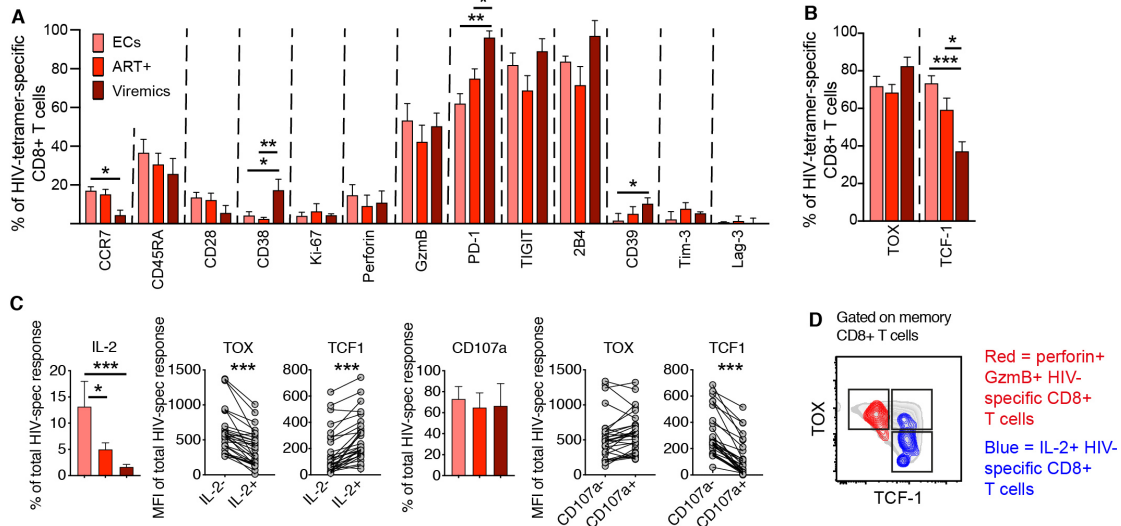 A
% of HIV-tetramer-specific
CD8+ T cells
100
80
60
40
20
ECs
ART+
Viremics
*
**
*
**
*
*
CCR7
CD45RA
CD28
CD38
Ki-67
Perforin
GzmB
PD-1
TIGIT
2B4
CD39
Tim-3
Lag-3
B
% of HIV-tetramer-specific
CD8+ T cells
100
80
60
40
20
0
*
***
TOX
TCF-1
C
% of total HIV-spec response
IL-2
20
15
10
5
0
***
*
MFI of total HIV-spec response
TOX
***
1500
1000
500
0
IL-2-
IL-2+
TCF1
***
800
600
400
200
0
IL-2-
IL-2+
% of total HIV-spec response
CD107a
100
80
60
40
20
0
MFI of total HIV-spec response
TOX
1500
1000
500
0
CD107a-
CD107a+
TCF1
***
800
600
400
200
0
CD107a-
CD107a+
D
Gated on memory
CD8+ T cells
TOX
TCF-1
Red = perforin+
GzmB+ HIV-
specific CD8+
T cells
Blue = IL-2+ HIV-
specific CD8+
T cells